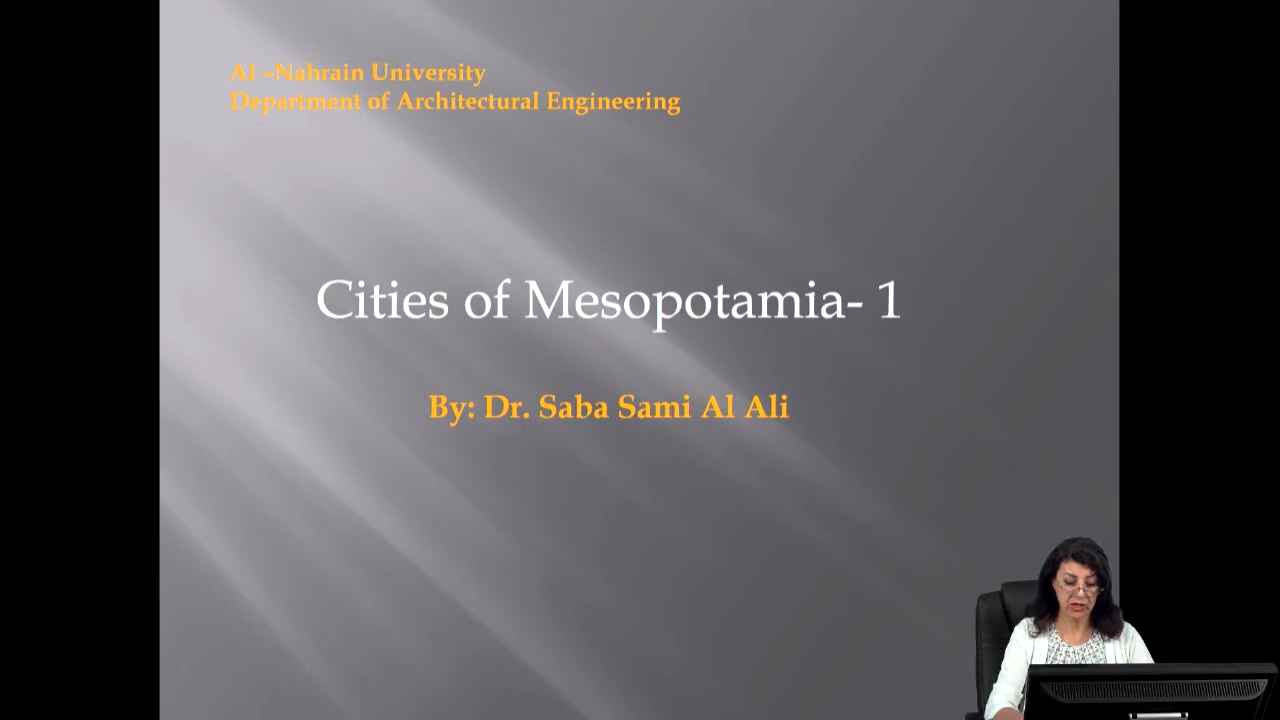 Al –Nahrain University
Department of Architectural Engineering
Cities of Mesopotamia- 1
By: Dr. Saba Sami Al Ali